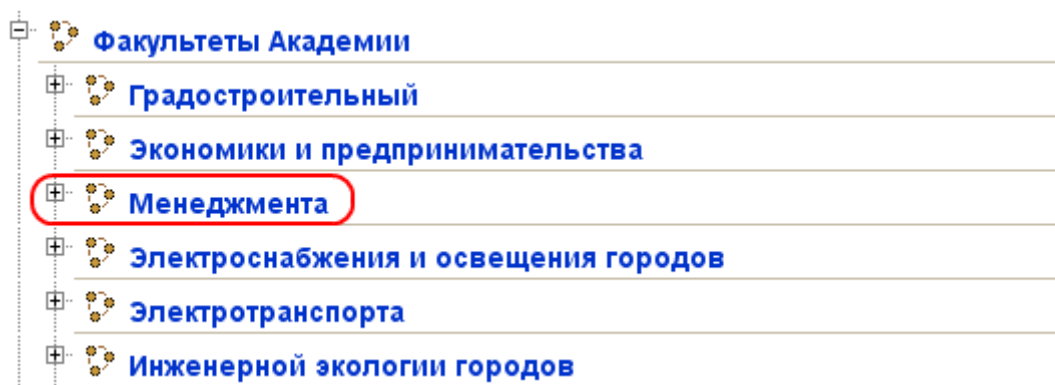 Факультеты Академии
Градостроительный
Экономики и предпринимательства
Менеджмента
Электроснабжения и освещения городов
Электротранспорта
Инженерной экологии городов